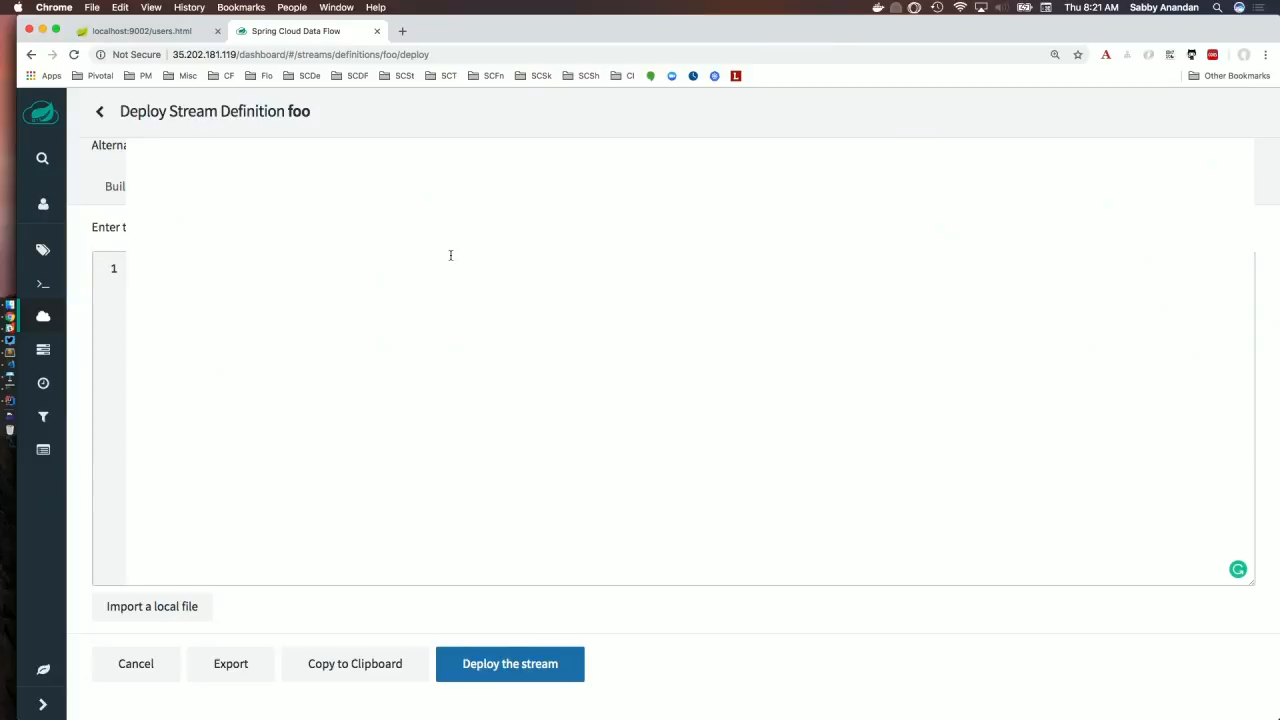 Chrome File Edit View History Bookmarks People Window Help Thu 8:21 AM Sabby Anandan
localhost:9002/users.html Spring Cloud Data Flow
Not Secure 35.202.181.119/dashboard/#/streams/definitions/foo/deploy
Apps Pivotal PM Misc CF Flo SCDe SCDF SCSt SCT SCFn SCSk SCSh CI L Other Bookmarks
Deploy Stream Definition foo
Alterna
Buil
Enter t
1
Import a local file
Cancel Export Copy to Clipboard Deploy the stream